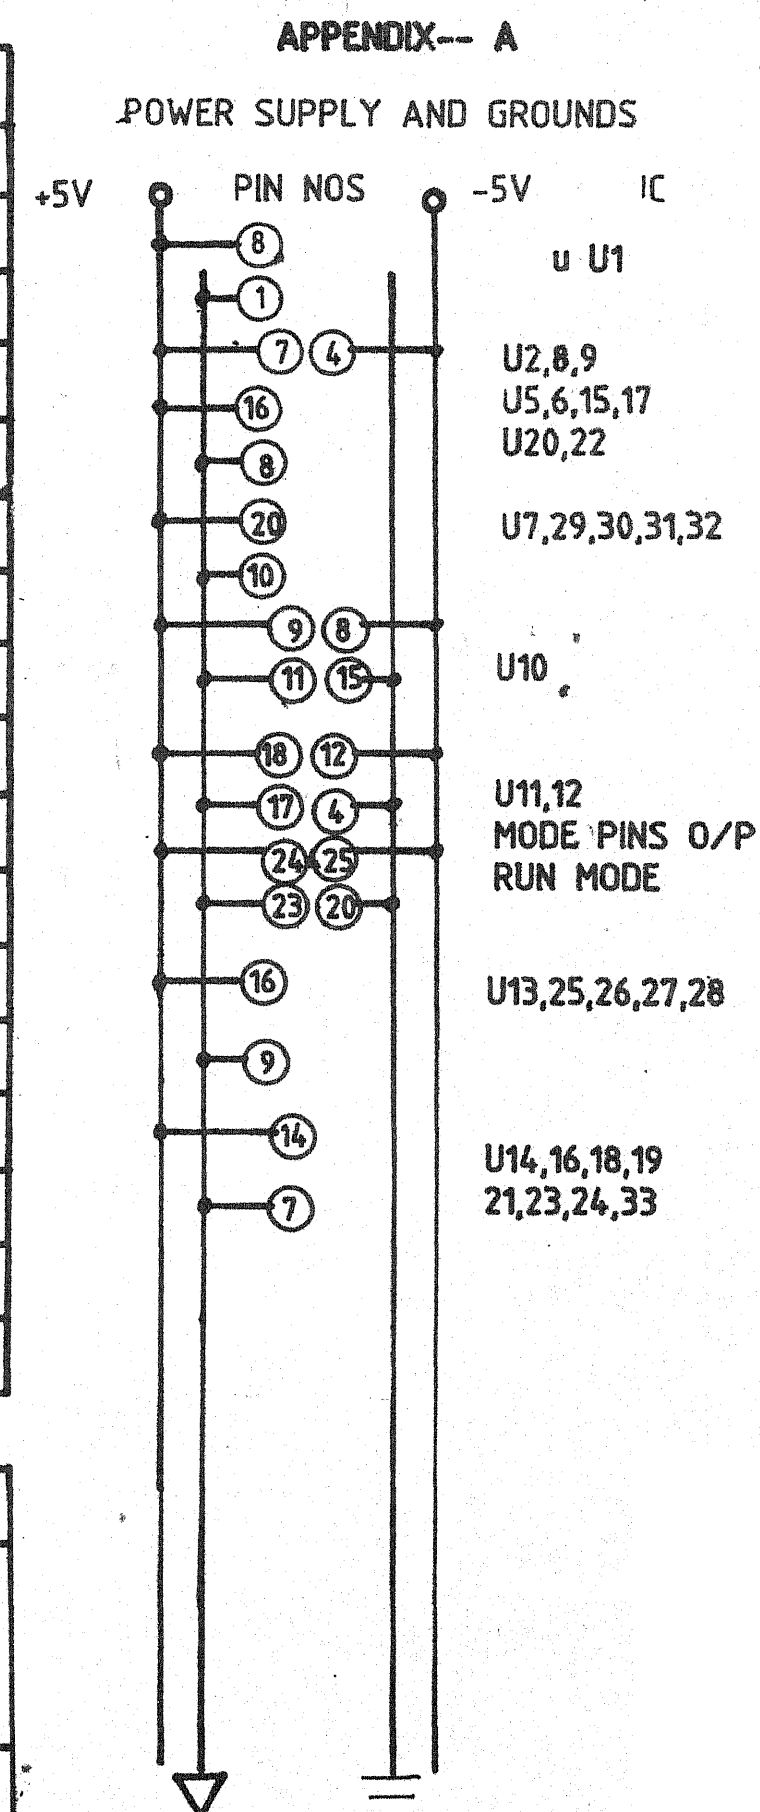 APPENDIX-- A
POWER SUPPLY AND GROUNDS
+5V PIN NOS -5V IC
8
u U1
1
7 4 U2,8,9
16 U5,6,15,17
U20,22
8
20 U7,29,30,31,32
10
9 8
11 15 U10
18 12
17 4 U11,12
MODE PINS O/P
24 25 RUN MODE
23 20
16 U13,25,26,27,28
9
14 U14,16,18,19
7 21,23,24,33